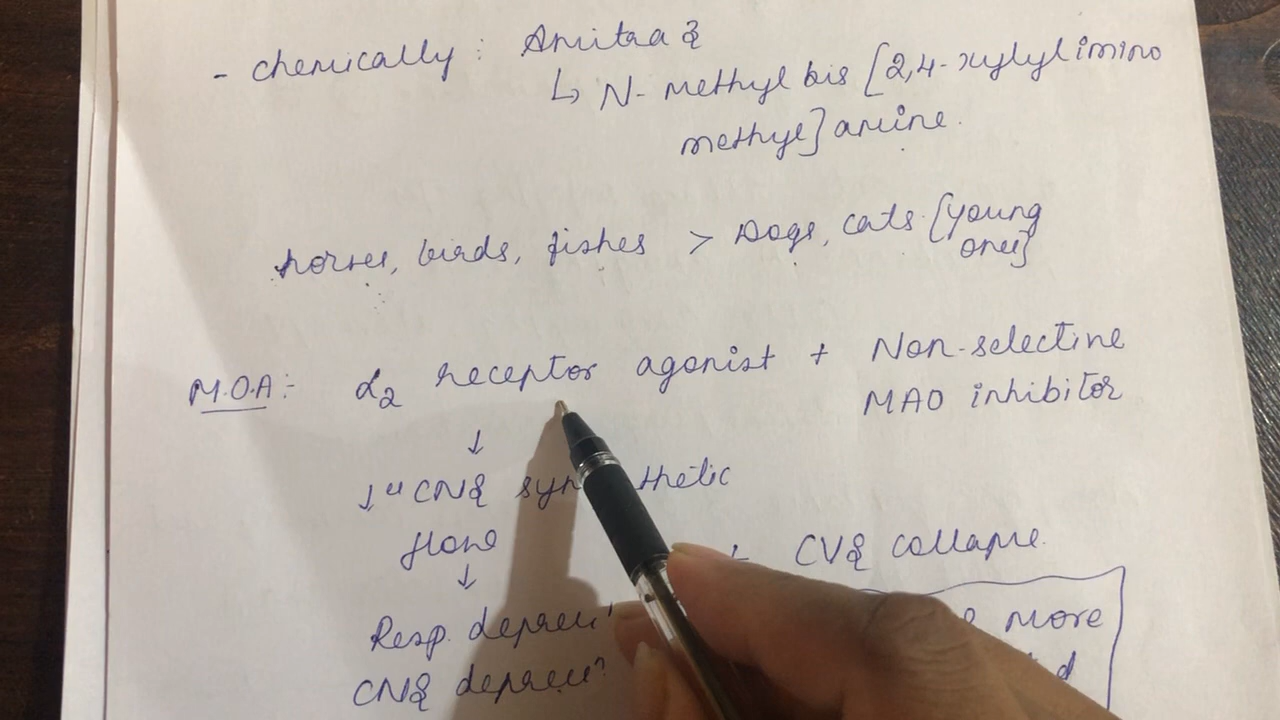 - chemically: Amitraz
↳ N- methyl bis [2,4- xylylimino
methyl] amine.
horses, birds, fishes > Dogs, cats [young
ones]
M.O.A:- α2 receptor agonist + Non-selective
MAO inhibitor
↓
↓" CNS
flow
↓
CVS collapse.
Resp. depress'
more
CNS depress?